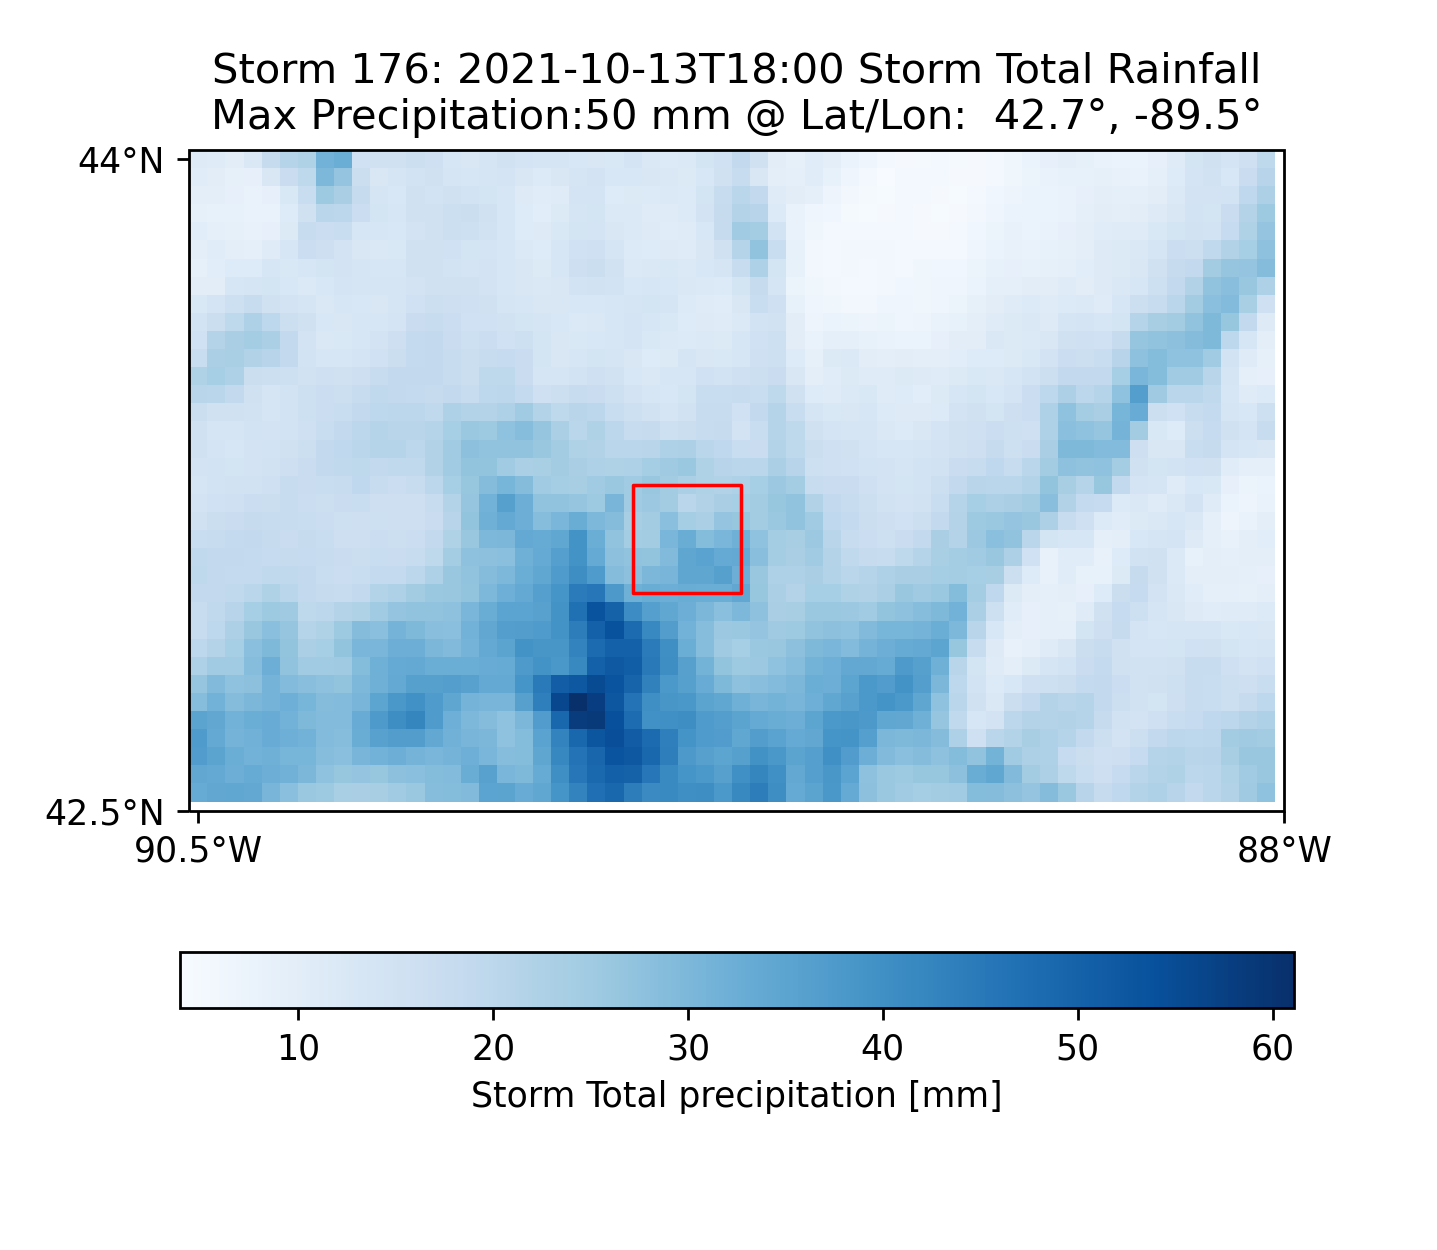 Storm 176: 2021-10-13T18:00 Storm Total Rainfall
Max Precipitation:50 mm @ Lat/Lon:  42.7°, -89.5°
44°N
42.5°N
90.5°W 88°W
10 20 30 40 50 60
Storm Total precipitation [mm]